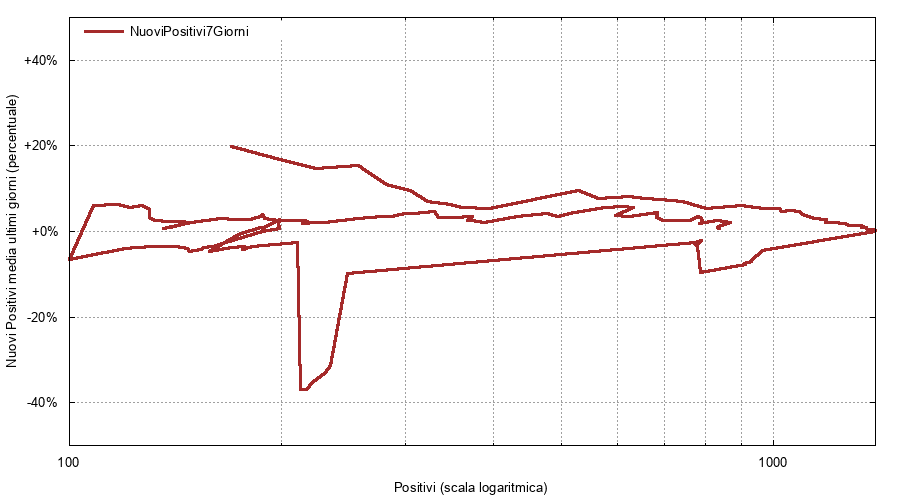 NuoviPositivi7Giorni
+40%
+20%
+0%
-20%
-40%
Nuovi Positivi media ultimi giorni (percentuale)
100
1000
Positivi (scala logaritmica)